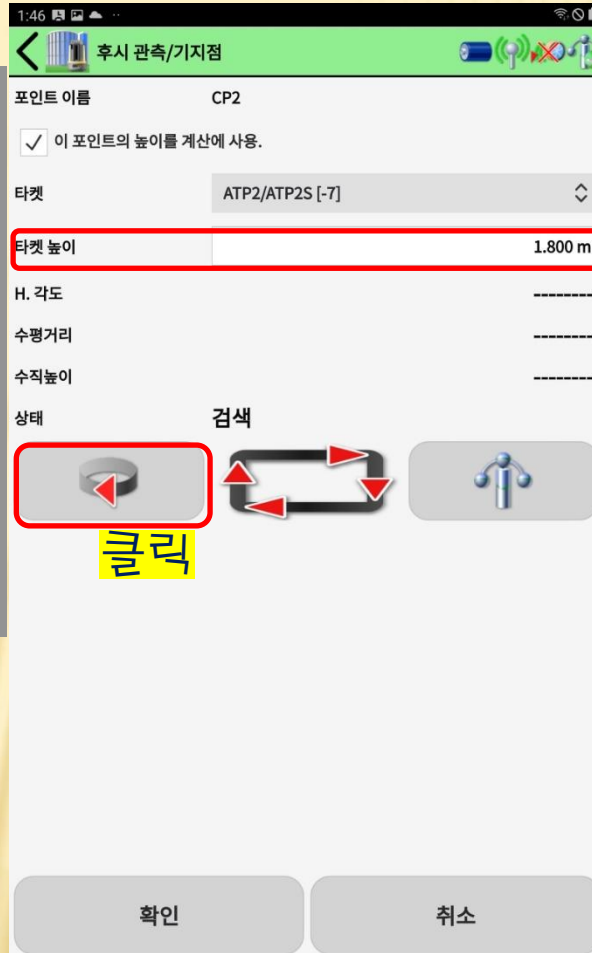 1:46
후시 관측/기지점
포인트 이름 CP2
✓ 이 포인트의 높이를 계산에 사용.
타켓 ATP2/ATP2S [-7]
타켓 높이 1.800 m
H. 각도 --------
수평거리 --------
수직높이 --------
상태 검색
클릭
확인 취소